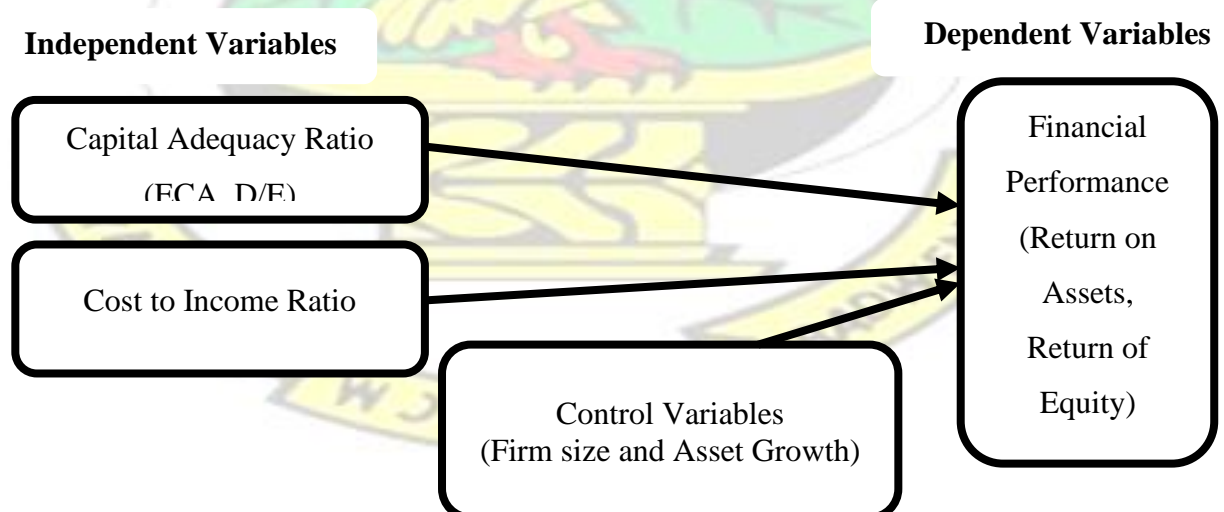 Independent Variables
Dependent Variables
Capital Adequacy Ratio
Cost to Income Ratio
Control Variables
(Firm size and Asset Growth)
Financial
Performance
(Return on
Assets,
Return of
Equity)